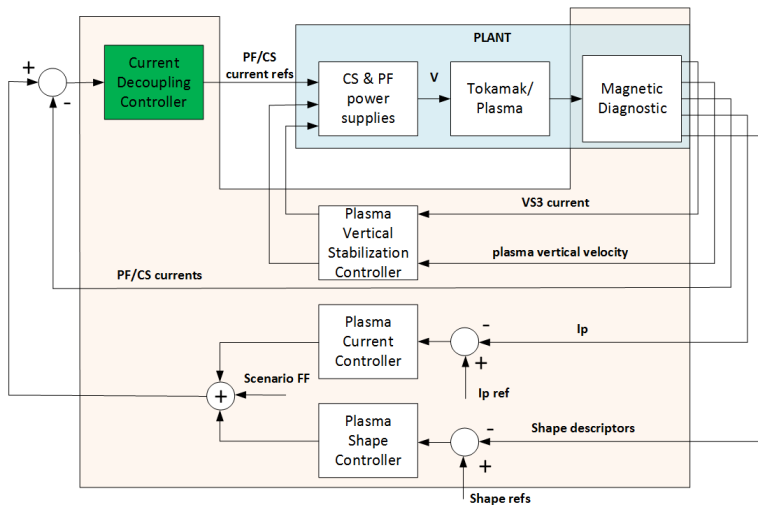 PLANT
+
-
Current
Decoupling
Controller
PF/CS
current refs
CS & PF
power
supplies
V
Tokamak/
Plasma
Magnetic
Diagnostic
VS3 current
Plasma
Vertical
Stabilization
Controller
plasma vertical velocity
PF/CS currents
Plasma
Current
Controller
-
+
Ip
Ip ref
Scenario FF
+
Plasma
Shape
Controller
-
+
Shape descriptors
Shape refs